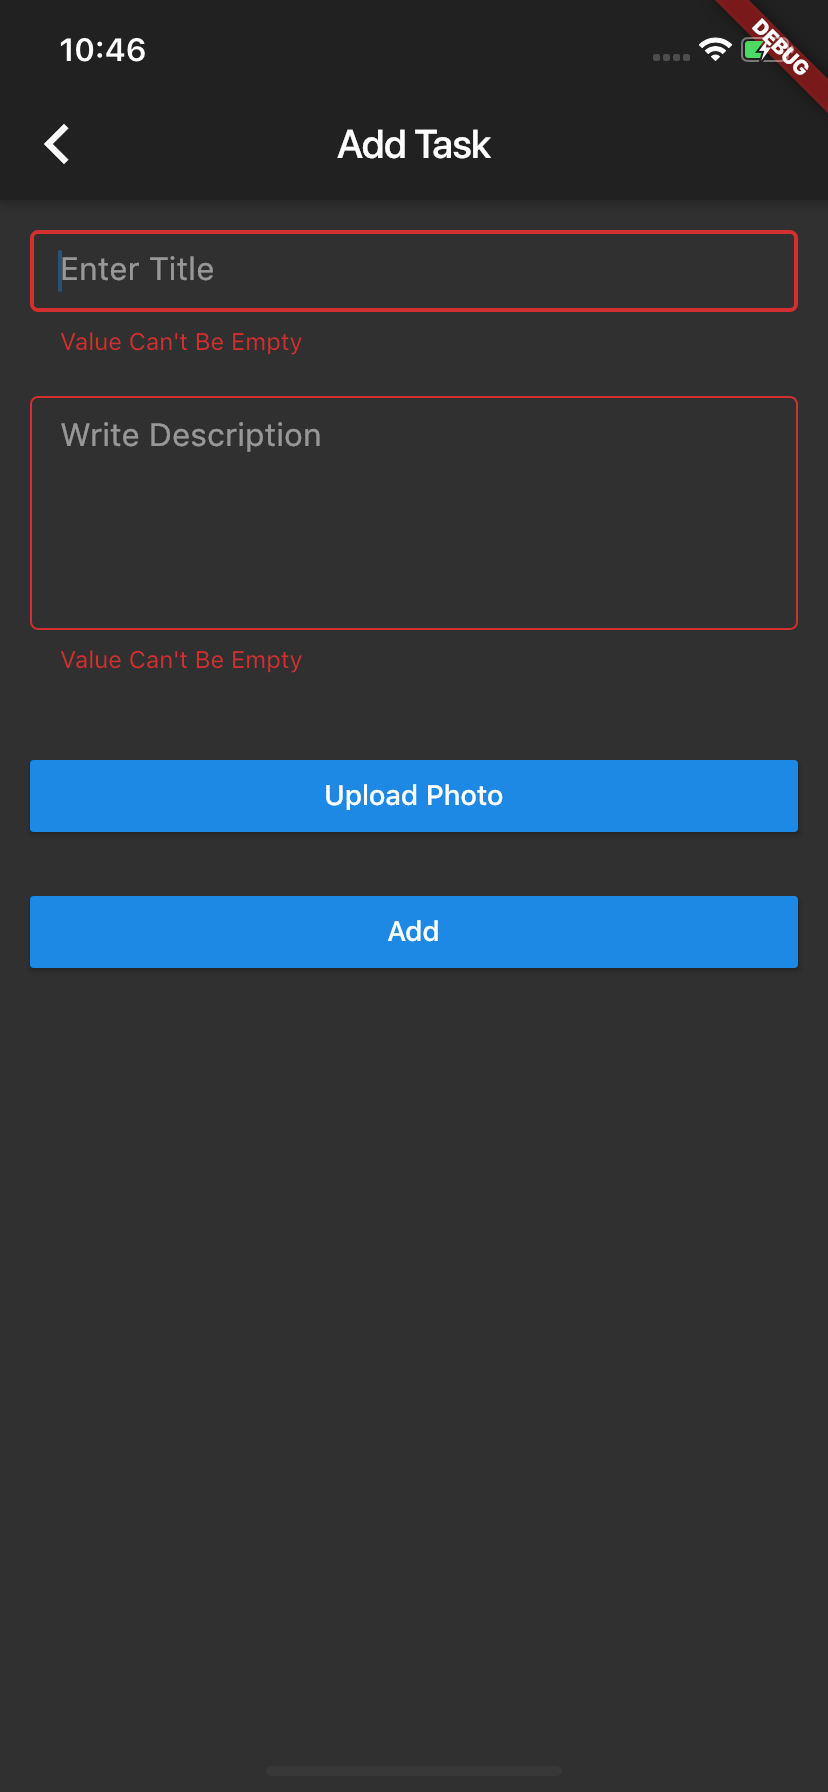 10:46
DEBUG
Add Task
Enter Title
Value Can't Be Empty
Write Description
Value Can't Be Empty
Upload Photo
Add